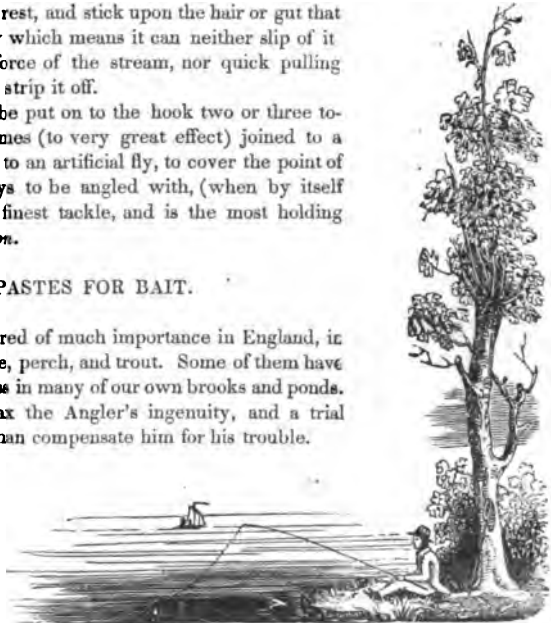 rest, and stick upon the hair or gut that
which means it can neither slip of it
orce of the stream, nor quick pulling
strip it off.
be put on to the hook two or three to-
mes (to very great effect) joined to a
to an artificial fly, to cover the point of
ys to be angled with, (when by itself
finest tackle, and is the most holding
n.
PASTES FOR BAIT.
red of much importance in England, in
e, perch, and trout. Some of them have
s in many of our own brooks and ponds.
ax the Angler's ingenuity, and a trial
han compensate him for his trouble.